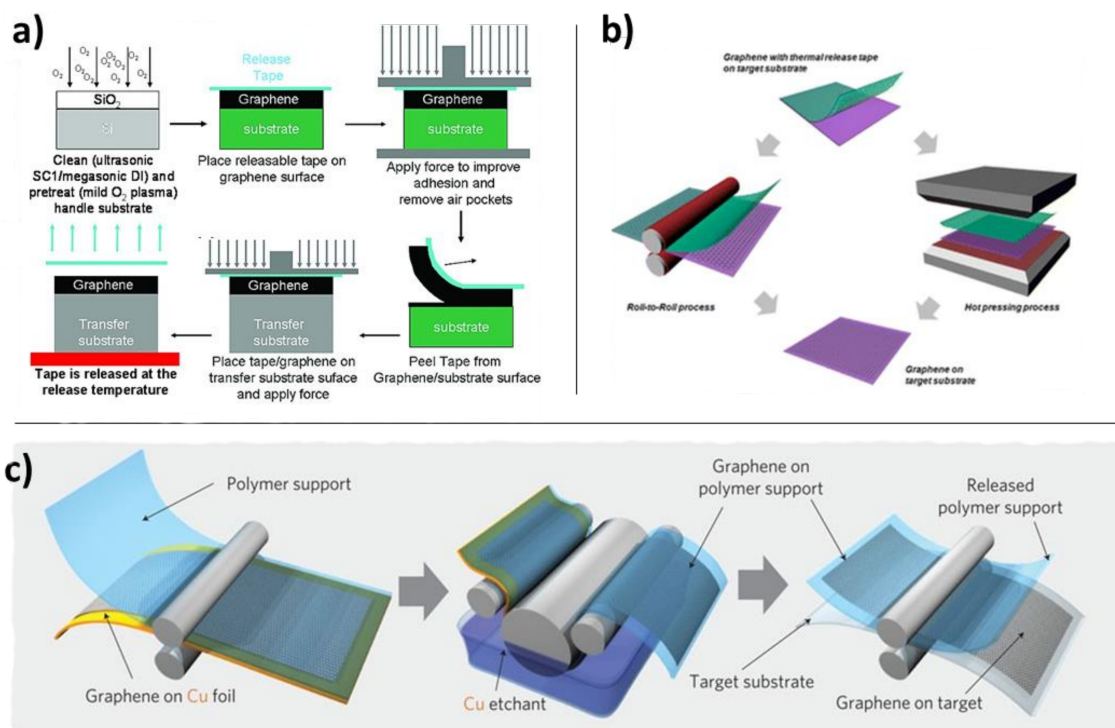 a)
O₂ O₂ O₂ O₂ O₂ O₂ O₂ O₂
SiO₂
Si
Clean (ultrasonic
SC1/megasonic DI) and
pretreat (mild O₂ plasma)
handle substrate
Release
Tape
Graphene
substrate
Place releasable tape on
graphene surface
Graphene
substrate
Apply force to improve
adhesion and
remove air pockets
substrate
Peel Tape from
Graphene/substrate surface
Graphene
Transfer
substrate
Place tape/graphene on
transfer substrate suface
and apply force
Graphene
Transfer
substrate
Tape is released at the
release temperature
b)
Graphene with thermal release tape
on target substrate
Roll-to-Roll process
Hot pressing process
Graphene on
target substrate
c)
Polymer support
Graphene on Cu foil
Graphene on
polymer support
Cu etchant
Released
polymer support
Target substrate
Graphene on target